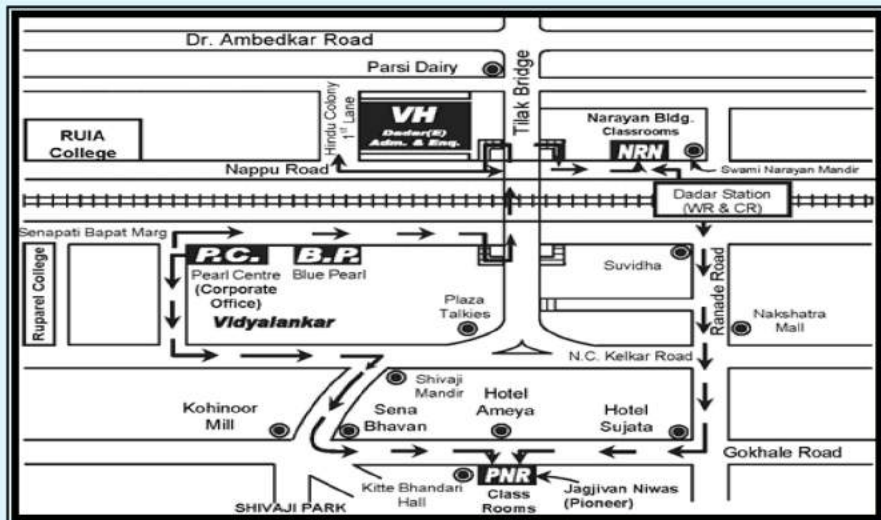 Dr. Ambedkar Road
Parsi Dairy
Tilak Bridge
Hindu Colony
1st Lane
VH
Dadar(E)
Adm. & Enq.
Narayan Bldg.
Classrooms
NRN
RUIA
College
Nappu Road
Swami Narayan Mandir
Dadar Station
(WR & CR)
Senapati Bapat Marg
Ruparel College
P.C.
Pearl Centre
(Corporate
Office)
B.P.
Blue Pearl
Vidyalankar
Suvidha
Ranade Road
Plaza
Talkies
Nakshatra
Mall
N.C. Kelkar Road
Shivaji
Mandir
Kohinoor
Mill
Sena
Bhavan
Hotel
Ameya
Hotel
Sujata
Gokhale Road
Kitte Bhandari
Hall
PNR
Class
Rooms
Jagjivan Niwas
(Pioneer)
SHIVAJI PARK